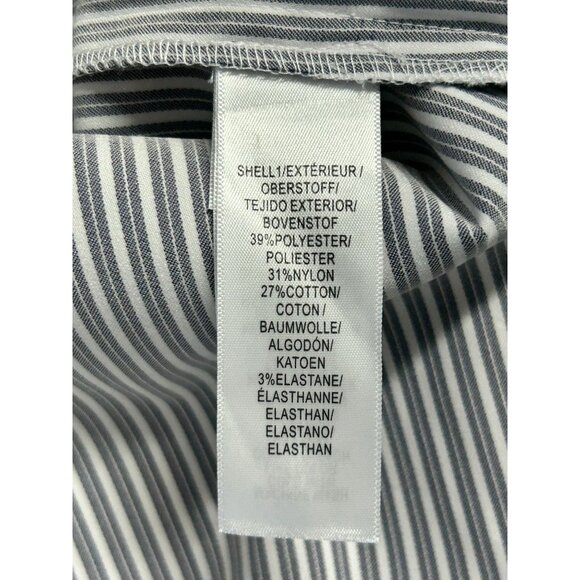 SHELL1/EXTÉRIEUR/
OBERSTOFF/
TEJIDO EXTERIOR/
BOVENSTOF
39%POLYESTER/
POLIESTER
31%NYLON
27%COTTON/
COTON/
BAUMWOLLE/
ALGODÓN/
KATOEN
3%ELASTANE/
ÉLASTHANNE/
ELASTHAN/
ELASTANO/
ELASTHAN